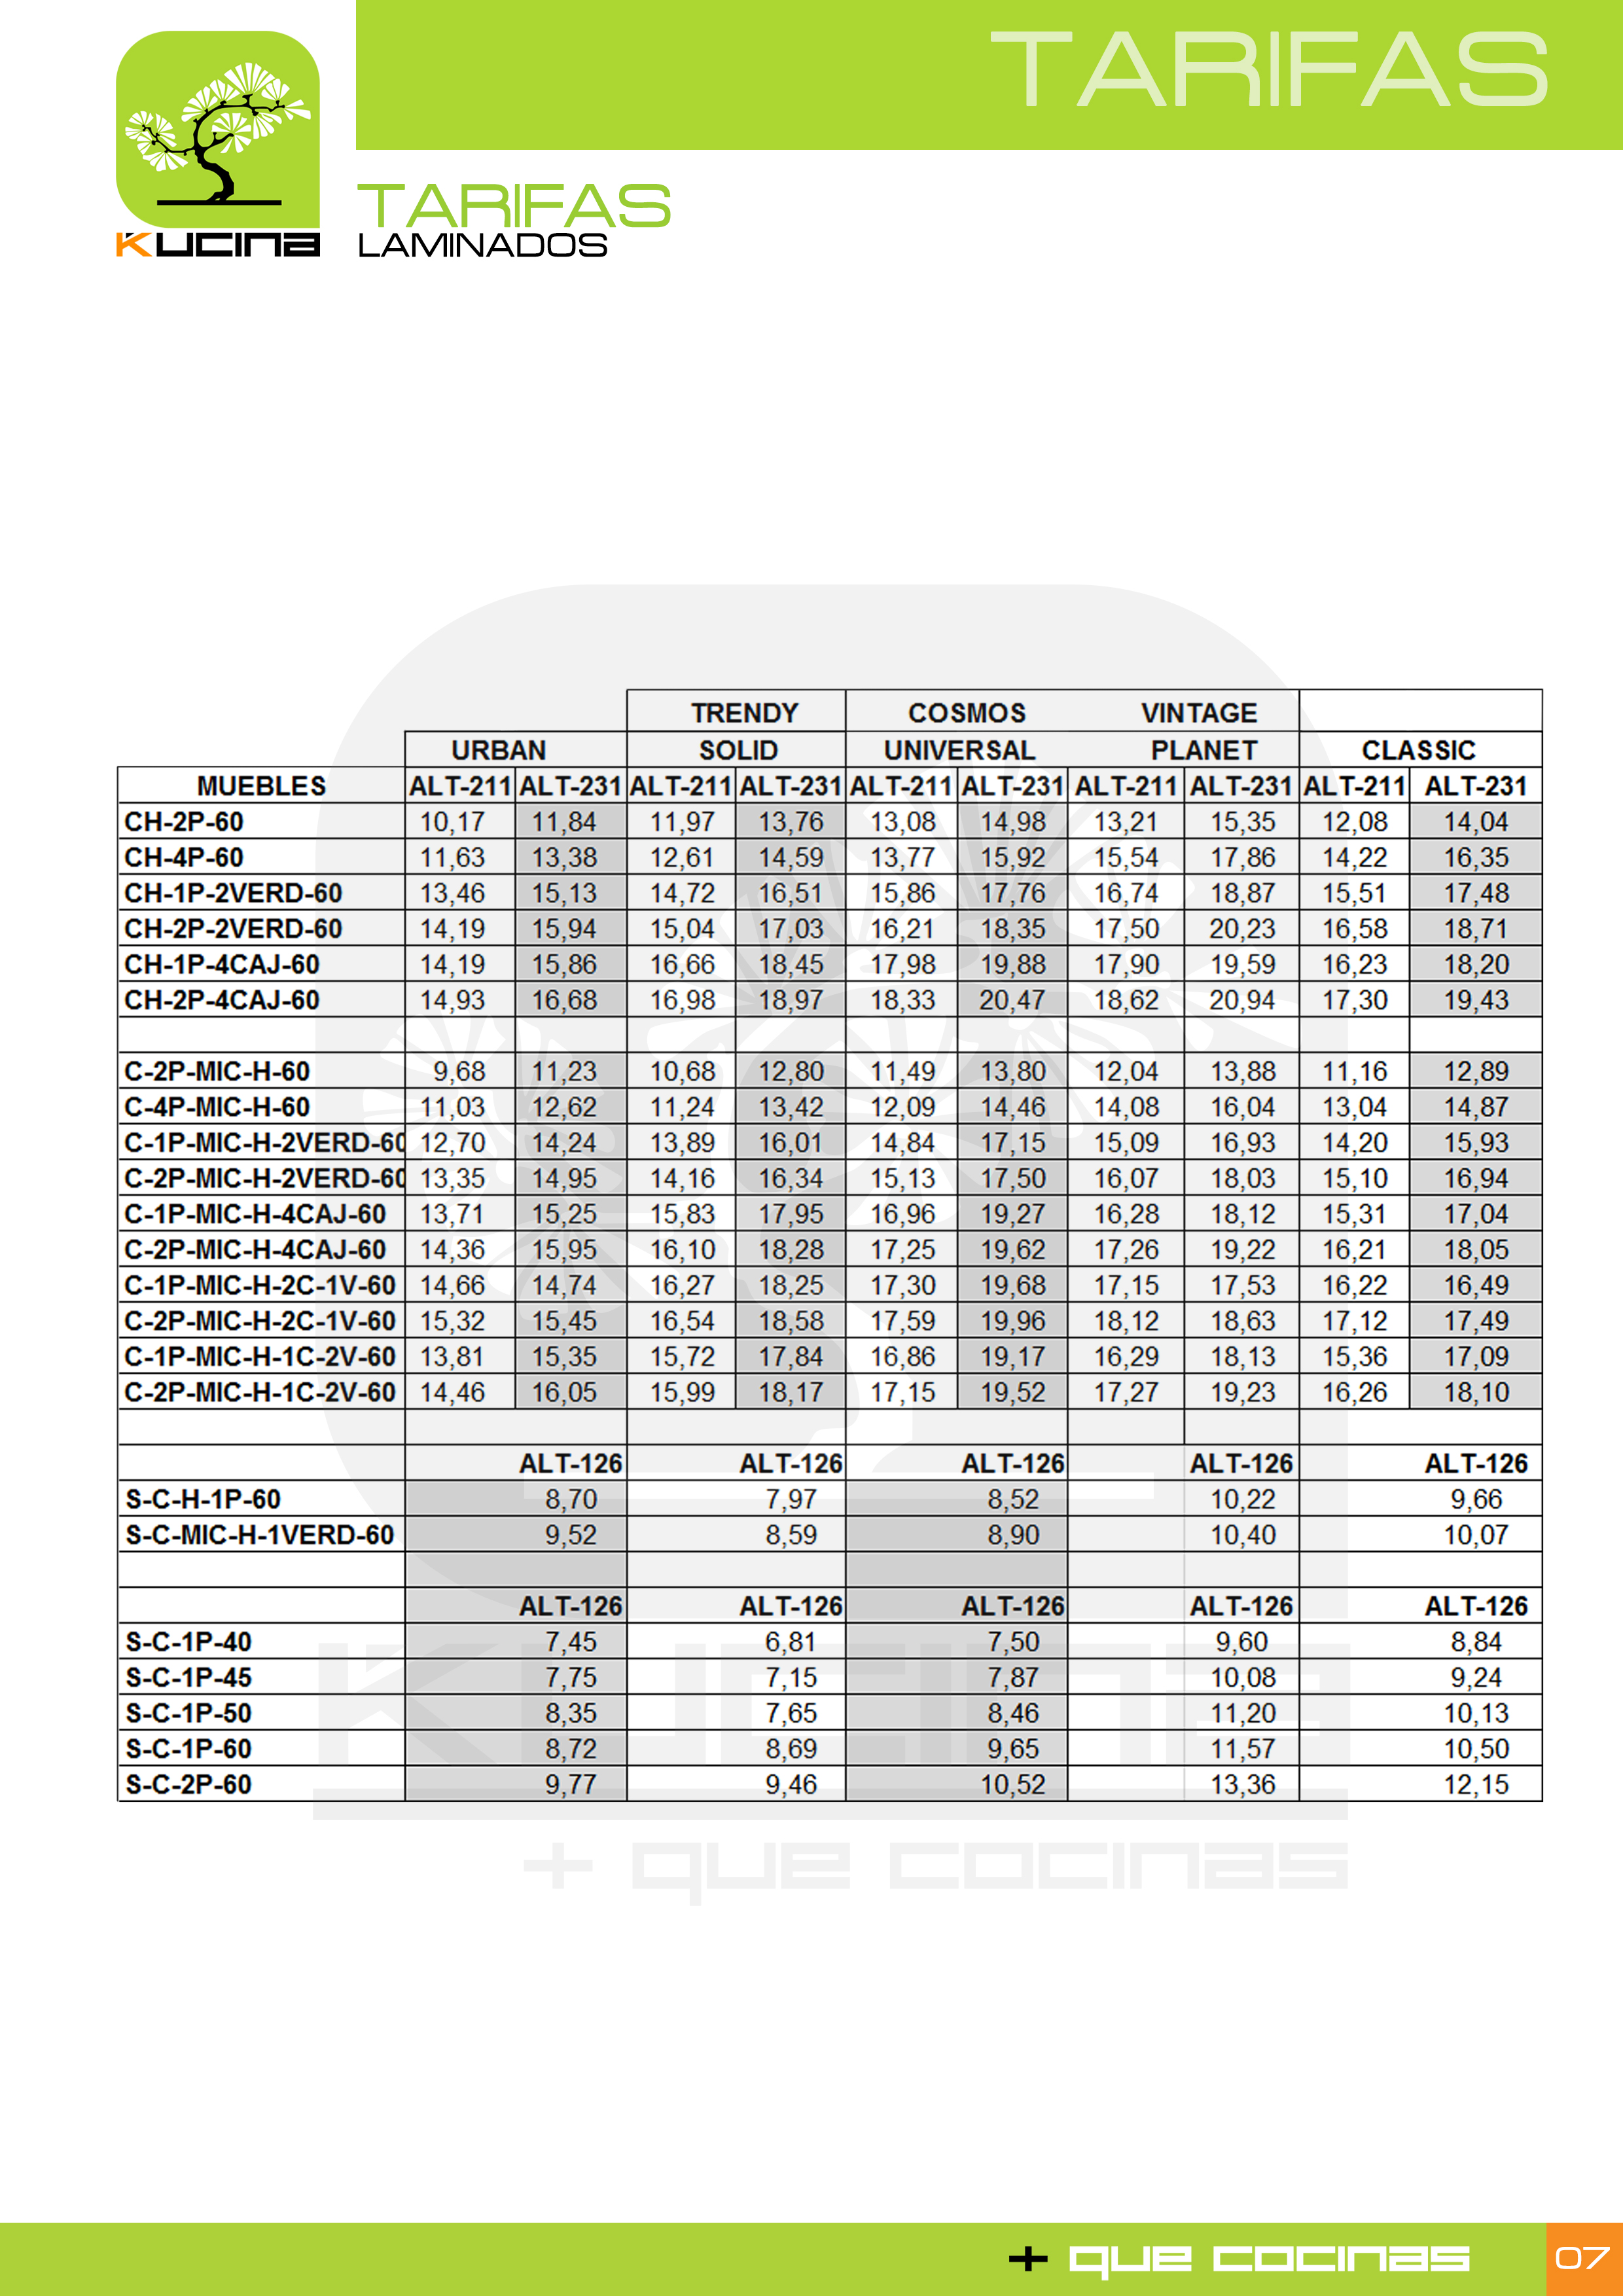 TARIFAS
KUCINA
TARIFAS
LAMINADOS
TRENDY COSMOS VINTAGE
URBAN SOLID UNIVERSAL PLANET CLASSIC
MUEBLES ALT-211 ALT-231 ALT-211 ALT-231 ALT-211 ALT-231 ALT-211 ALT-231 ALT-211 ALT-231
CH-2P-60 10,17 11,84 11,97 13,76 13,08 14,98 13,21 15,35 12,08 14,04
CH-4P-60 11,63 13,38 12,61 14,59 13,77 15,92 15,54 17,86 14,22 16,35
CH-1P-2VERD-60 13,46 15,13 14,72 16,51 15,86 17,76 16,74 18,87 15,51 17,48
CH-2P-2VERD-60 14,19 15,94 15,04 17,03 16,21 18,35 17,50 20,23 16,58 18,71
CH-1P-4CAJ-60 14,19 15,86 16,66 18,45 17,98 19,88 17,90 19,59 16,23 18,20
CH-2P-4CAJ-60 14,93 16,68 16,98 18,97 18,33 20,47 18,62 20,94 17,30 19,43
C-2P-MIC-H-60 9,68 11,23 10,68 12,80 11,49 13,80 12,04 13,88 11,16 12,89
C-4P-MIC-H-60 11,03 12,62 11,24 13,42 12,09 14,46 14,08 16,04 13,04 14,87
C-1P-MIC-H-2VERD-60 12,70 14,24 13,89 16,01 14,84 17,15 15,09 16,93 14,20 15,93
C-2P-MIC-H-2VERD-60 13,35 14,95 14,16 16,34 15,13 17,50 16,07 18,03 15,10 16,94
C-1P-MIC-H-4CAJ-60 13,71 15,25 15,83 17,95 16,96 19,27 16,28 18,12 15,31 17,04
C-2P-MIC-H-4CAJ-60 14,36 15,95 16,10 18,28 17,25 19,62 17,26 19,22 16,21 18,05
C-1P-MIC-H-2C-1V-60 14,66 14,74 16,27 18,25 17,30 19,68 17,15 17,53 16,22 16,49
C-2P-MIC-H-2C-1V-60 15,32 15,45 16,54 18,58 17,59 19,96 18,12 18,63 17,12 17,49
C-1P-MIC-H-1C-2V-60 13,81 15,35 15,72 17,84 16,86 19,17 16,29 18,13 15,36 17,09
C-2P-MIC-H-1C-2V-60 14,46 16,05 15,99 18,17 17,15 19,52 17,27 19,23 16,26 18,10
ALT-126 ALT-126 ALT-126 ALT-126 ALT-126
S-C-H-1P-60 8,70 7,97 8,52 10,22 9,66
S-C-MIC-H-1VERD-60 9,52 8,59 8,90 10,40 10,07
ALT-126 ALT-126 ALT-126 ALT-126 ALT-126
S-C-1P-40 7,45 6,81 7,50 9,60 8,84
S-C-1P-45 7,75 7,15 7,87 10,08 9,24
S-C-1P-50 8,35 7,65 8,46 11,20 10,13
S-C-1P-60 8,72 8,69 9,65 11,57 10,50
S-C-2P-60 9,77 9,46 10,52 13,36 12,15
KUCINA
+ que cocinas
+ que cocinas 07